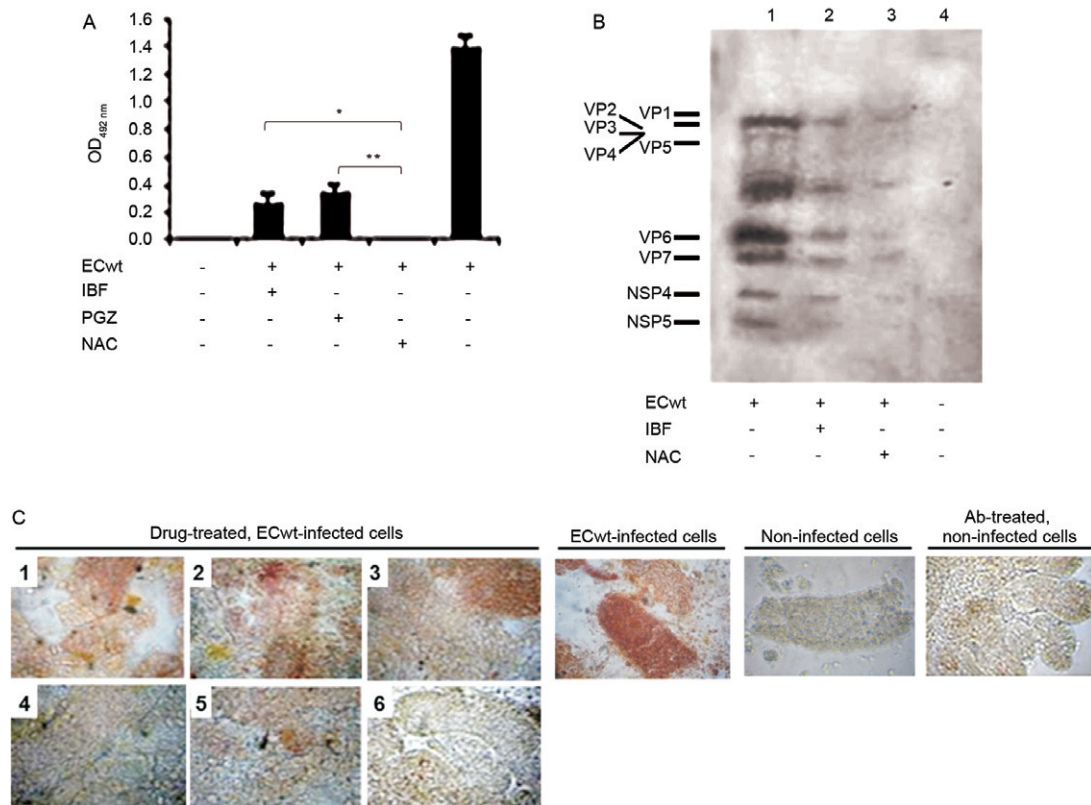 A
1.6
1.4
1.2
1.0
0.8
0.6
0.4
0.2
0.0
OD492 nm
*
**
ECwt - + + + +
IBF - + - - -
PGZ - - + - -
NAC - - - + -
B
1 2 3 4
VP2 VP1
VP3
VP4 VP5
VP6
VP7
NSP4
NSP5
ECwt + + + -
IBF - + - -
NAC - - + -
C
Drug-treated, ECwt-infected cells
ECwt-infected cells
Non-infected cells
Ab-treated,
non-infected cells
1 2 3
4 5 6